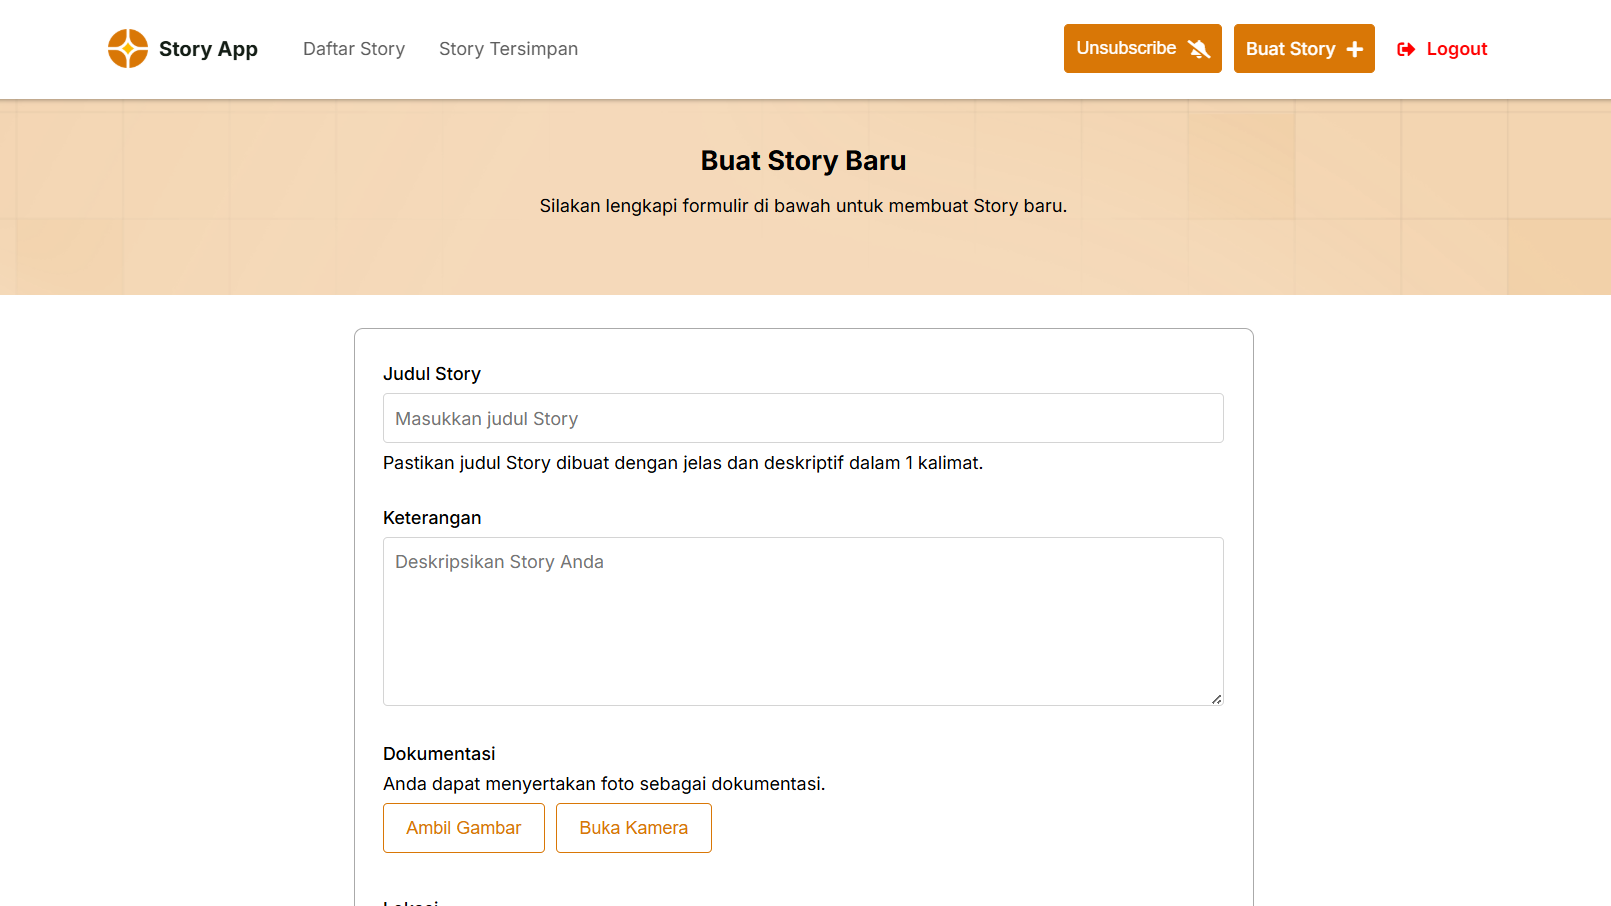 Story App
Daftar Story
Story Tersimpan
Unsubscribe
Buat Story
Logout
Buat Story Baru
Silakan lengkapi formulir di bawah untuk membuat Story baru.
Judul Story
Masukkan judul Story
Pastikan judul Story dibuat dengan jelas dan deskriptif dalam 1 kalimat.
Keterangan
Deskripsikan Story Anda
Dokumentasi
Anda dapat menyertakan foto sebagai dokumentasi.
Ambil Gambar
Buka Kamera
Lokasi